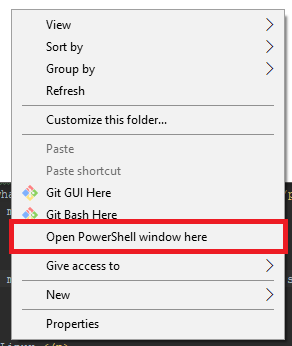 View
Sort by
Group by
Refresh
Customize this folder...
Paste
Paste shortcut
Git GUI Here
Git Bash Here
Open PowerShell window here
Give access to
New
Properties